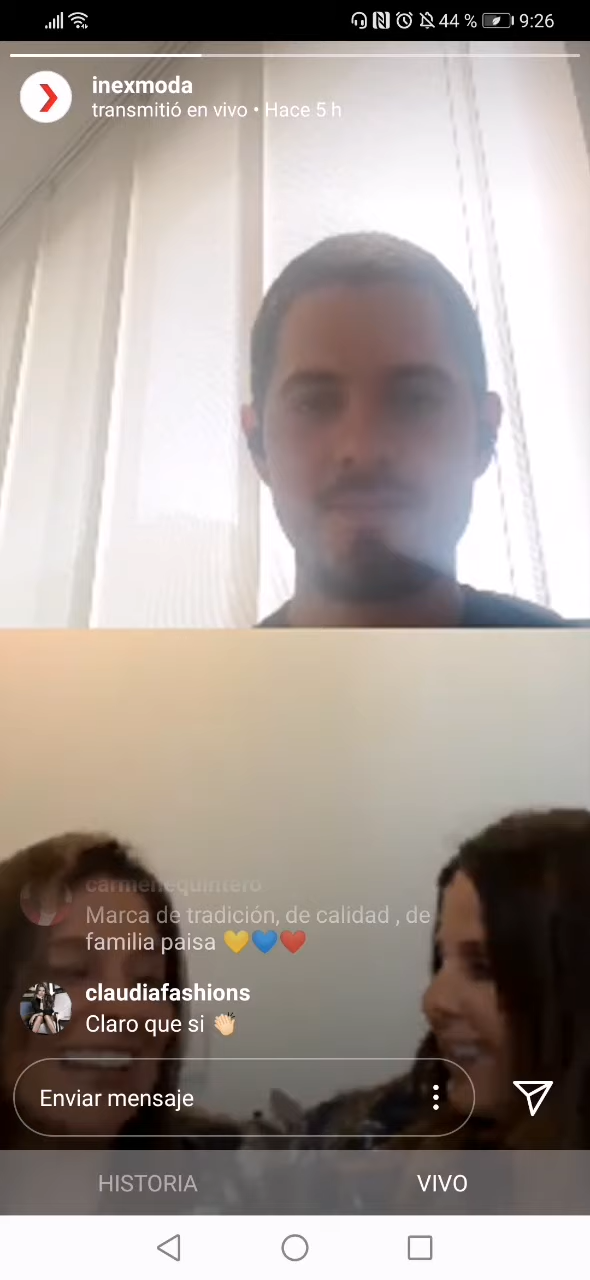 44 % 9:26
inexmoda
transmitió en vivo • Hace 5 h
carmenequintero
Marca de tradición, de calidad , de
familia paisa 💛💙❤️
claudiafashions
Claro que si 👏🏻
Enviar mensaje
HISTORIA
VIVO